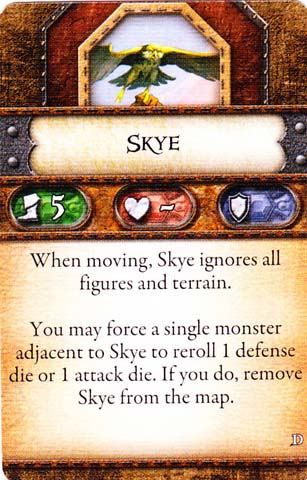 SKYE
5 -
When moving, Skye ignores all
figures and terrain.
You may force a single monster
adjacent to Skye to reroll 1 defense
die or 1 attack die. If you do, remove
Skye from the map.
D